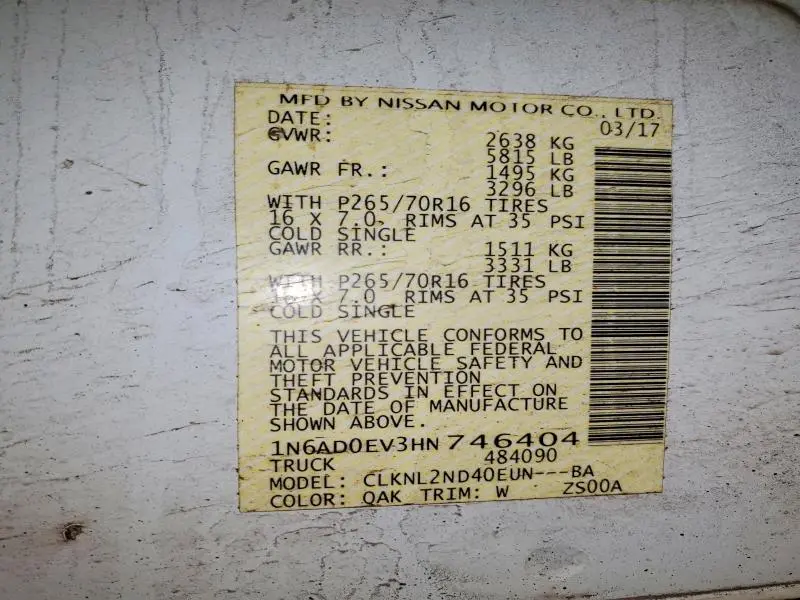 MFD BY NISSAN MOTOR CO., LTD.
DATE: 03/17
GVWR: 2638 KG
5815 LB
GAWR FR.: 1495 KG
3296 LB
WITH P265/70R16 TIRES
16 X 7.0 RIMS AT 35 PSI
COLD SINGLE
GAWR RR.: 1511 KG
3331 LB
WITH P265/70R16 TIRES
16 X 7.0 RIMS AT 35 PSI
COLD SINGLE
THIS VEHICLE CONFORMS TO
ALL APPLICABLE FEDERAL
MOTOR VEHICLE SAFETY AND
THEFT PREVENTION
STANDARDS IN EFFECT ON
THE DATE OF MANUFACTURE
SHOWN ABOVE.
1N6AD0EV3HN746404
TRUCK 484090
MODEL: CLKNL2ND40EUN---BA
COLOR: QAK TRIM: W ZS00A